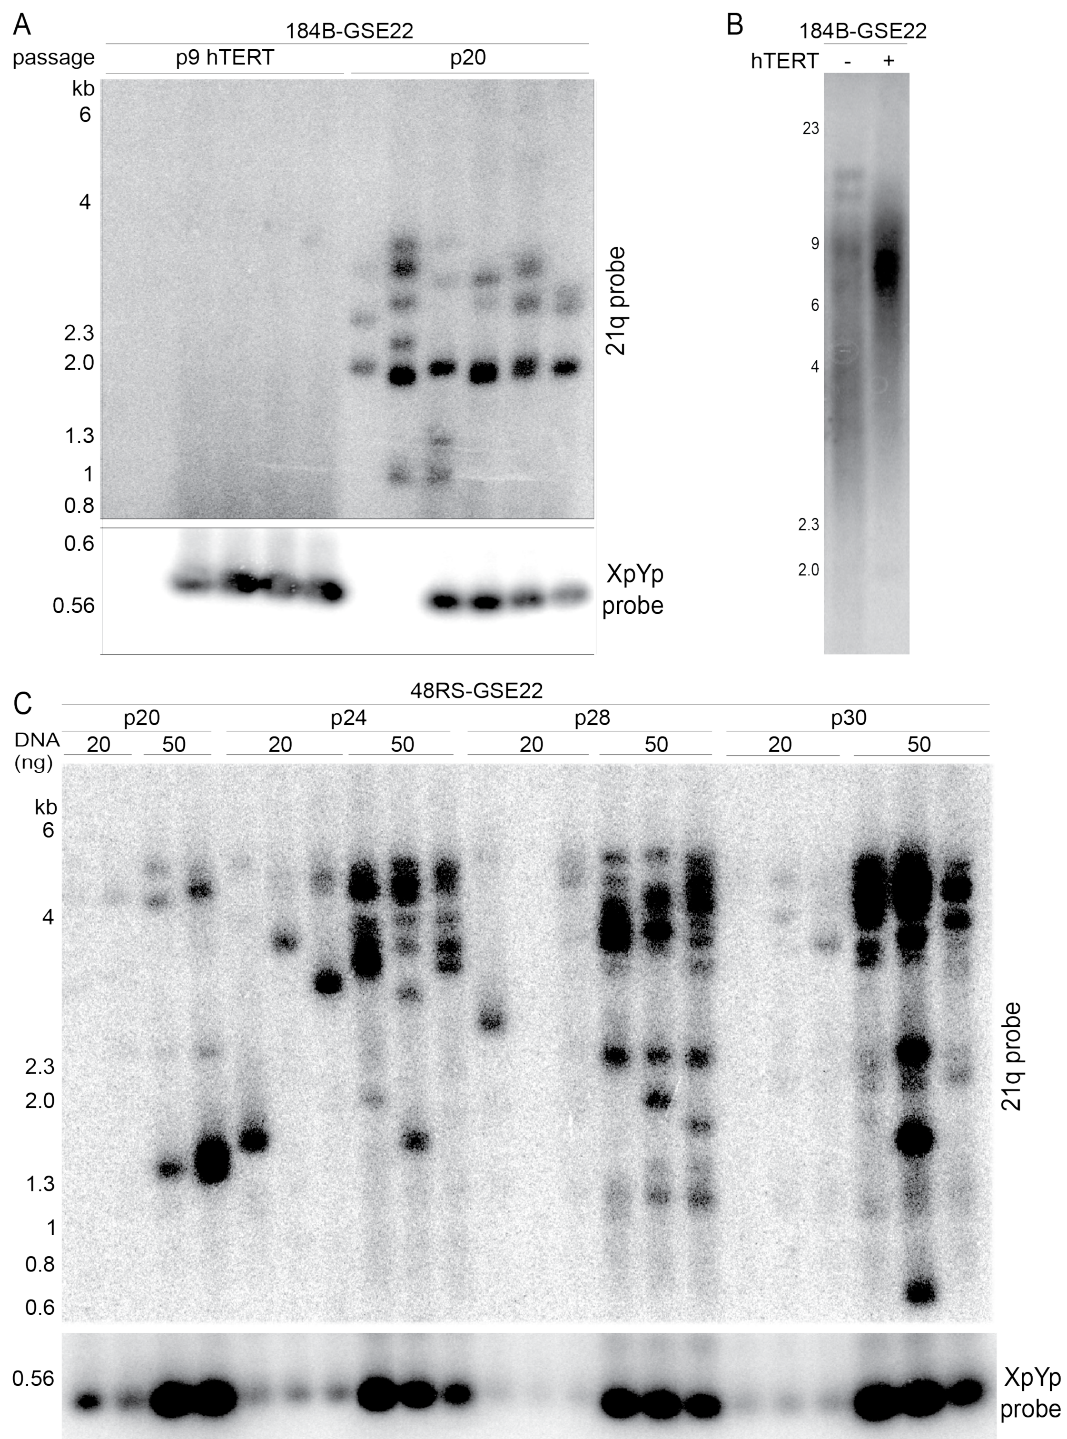 A
184B-GSE22
passage
p9 hTERT
p20
kb
6
4
2.3
2.0
1.3
1
0.8
21q probe
0.6
0.56
XpYp
probe
B
184B-GSE22
hTERT - +
23
9
6
4
2.3
2.0
C
48RS-GSE22
p20 p24 p28 p30
DNA
(ng)
20 50 20 50 20 50 20 50
kb
6
4
2.3
2.0
1.3
1
0.8
0.6
21q probe
0.56
XpYp
probe